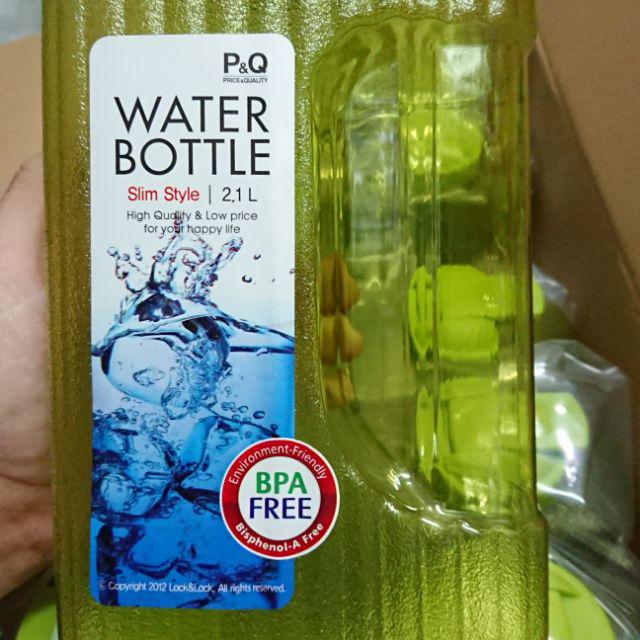 P&Q
PRICE&QUALITY
WATER
BOTTLE
Slim Style | 2.1 L
High Quality & Low price
for your happy life
Environment-Friendly
BPA
FREE
Bisphenol-A Free
© Copyright 2012 Lock&Lock, All rights reserved.